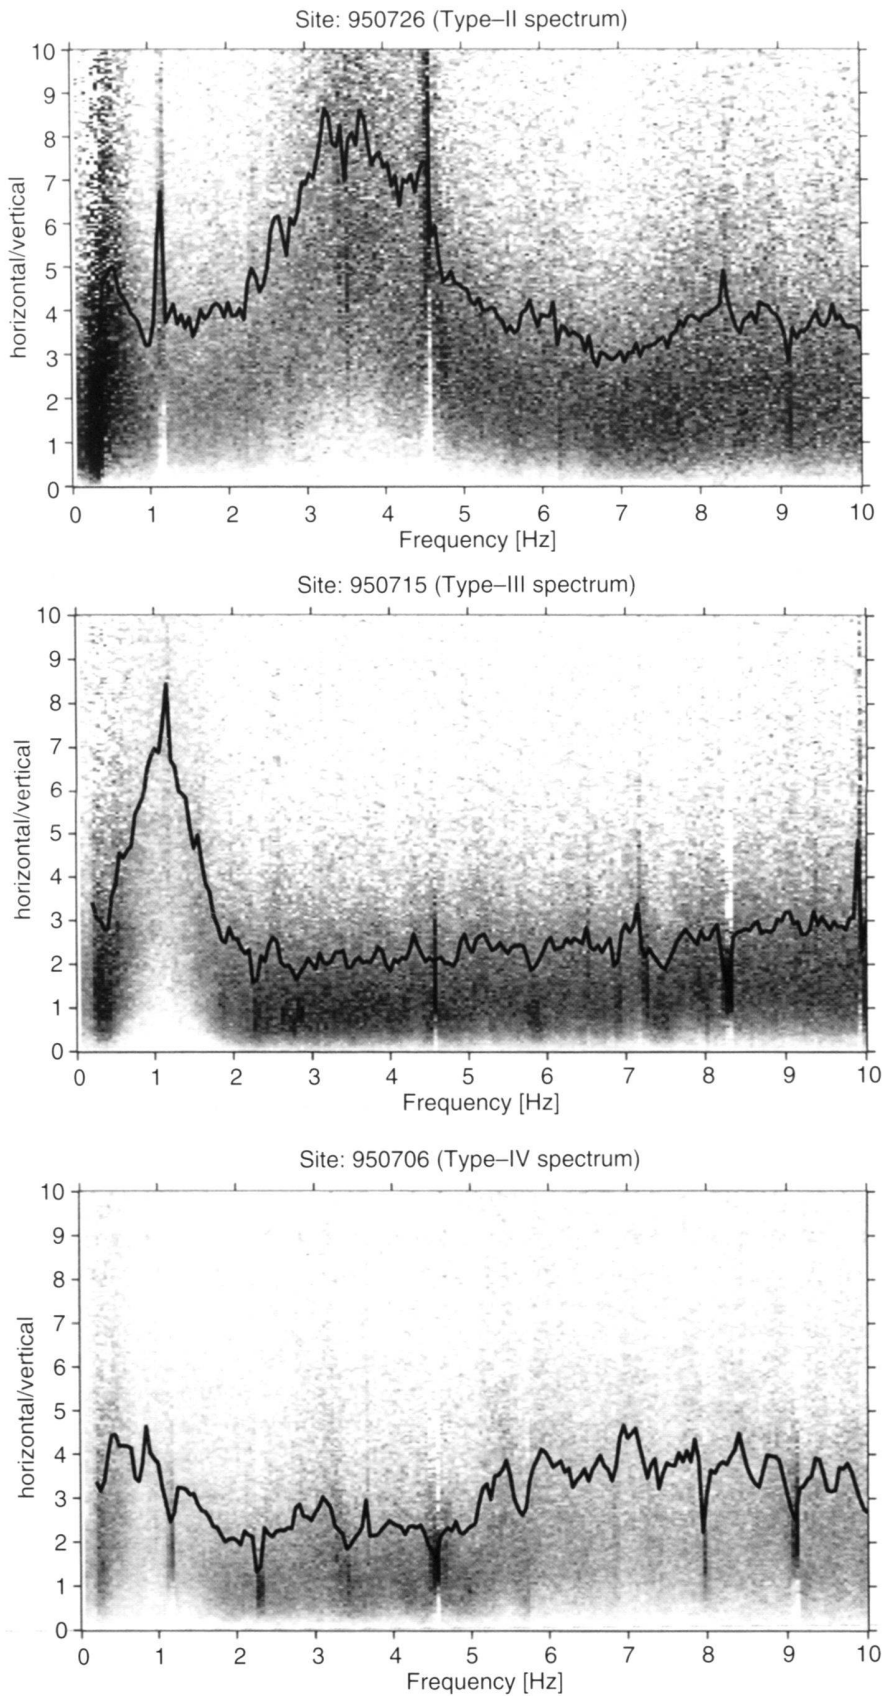 Site: 950726 (Type–II spectrum)
10
9
8
7
6
5
4
3
2
1
0
horizontal/vertical
0 1 2 3 4 5 6 7 8 9 10
Frequency [Hz]
Site: 950715 (Type–III spectrum)
10
9
8
7
6
5
4
3
2
1
0
horizontal/vertical
0 1 2 3 4 5 6 7 8 9 10
Frequency [Hz]
Site: 950706 (Type–IV spectrum)
10
9
8
7
6
5
4
3
2
1
0
horizontal/vertical
0 1 2 3 4 5 6 7 8 9 10
Frequency [Hz]